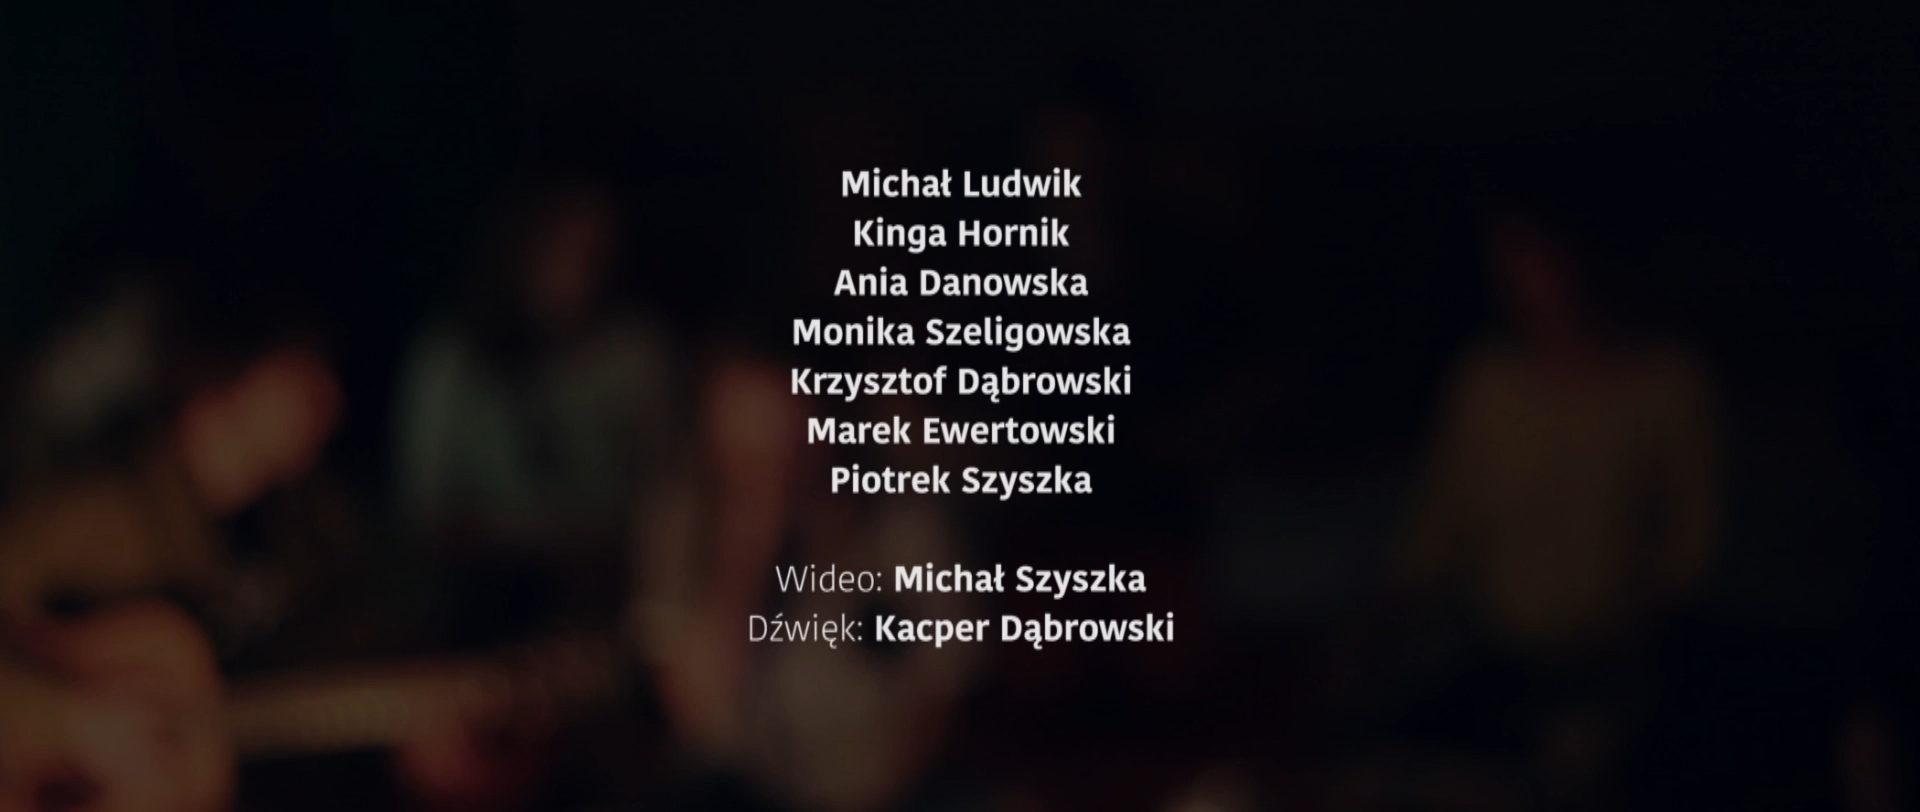 Michał Ludwik
Kinga Hornik
Ania Danowska
Monika Szeligowska
Krzysztof Dąbrowski
Marek Ewertowski
Piotrek Szyszka
Wideo: Michał Szyszka
Dźwięk: Kacper Dąbrowski